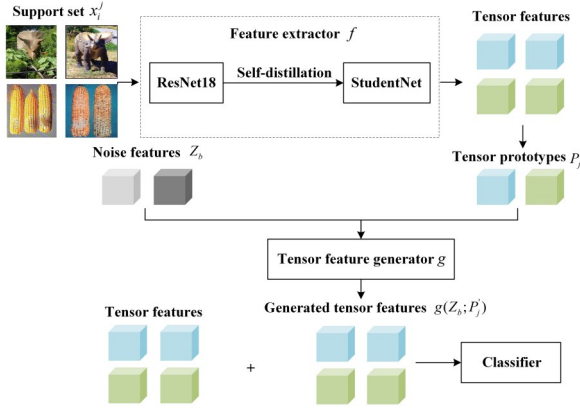 Support set x_i^j
Feature extractor f
Tensor features
ResNet18
Self-distillation
StudentNet
Noise features Z_b
Tensor prototypes P_j
Tensor feature generator g
Tensor features
Generated tensor features g(Z_b;P_j^')
+
Classifier